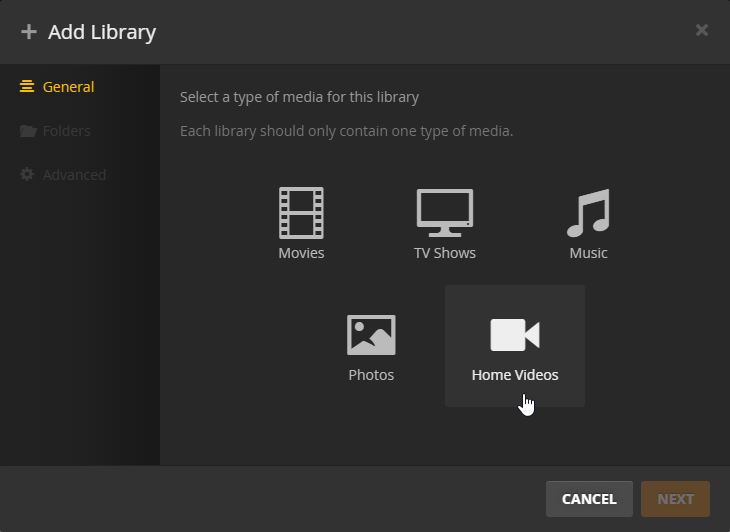 Add Library
General
Folders
Advanced
Select a type of media for this library
Each library should only contain one type of media.
Movies
TV Shows
Music
Photos
Home Videos
CANCEL
NEXT